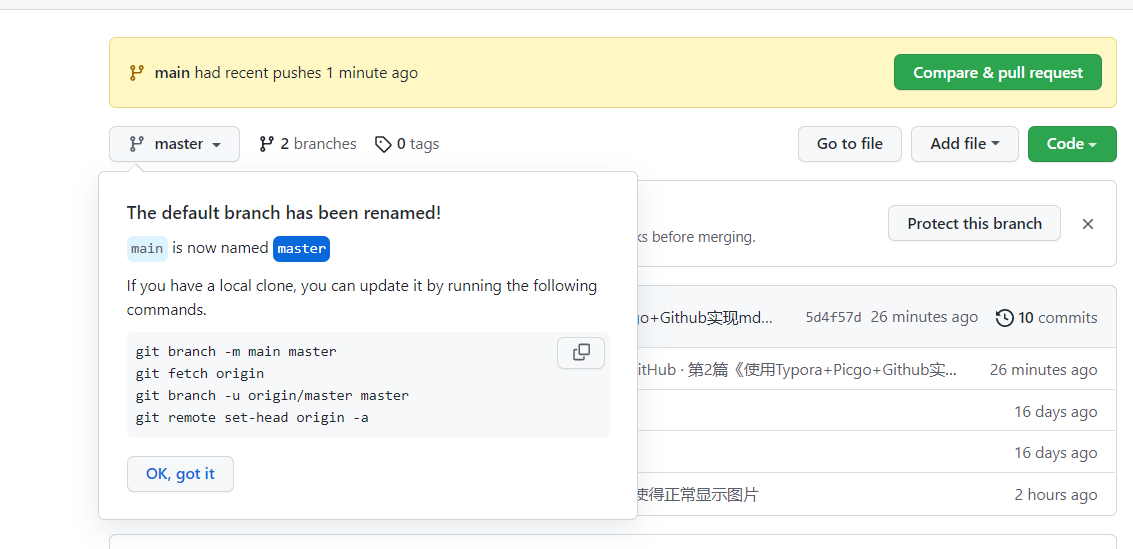 main had recent pushes 1 minute ago
Compare & pull request
master
2 branches
0 tags
Go to file
Add file
Code
The default branch has been renamed!
main is now named master
If you have a local clone, you can update it by running the following
commands.
git branch -m main master
git fetch origin
git branch -u origin/master master
git remote set-head origin -a
OK, got it
before merging.
Protect this branch
+Github实现md... 5d4f57d 26 minutes ago 10 commits
· 第2篇《使用Typora+Picgo+Github实... 26 minutes ago
16 days ago
16 days ago
使得正常显示图片 2 hours ago